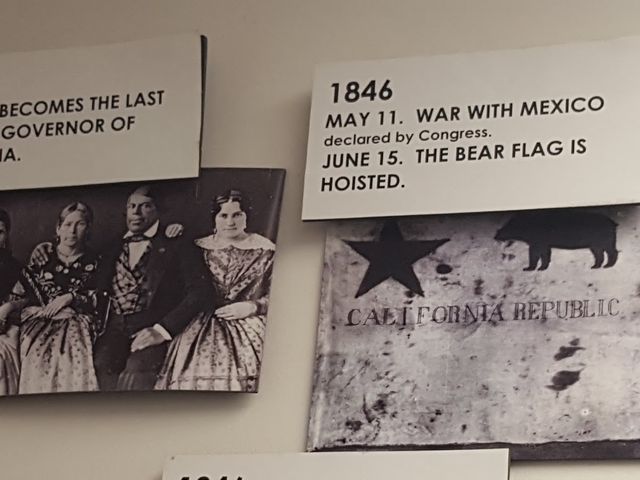 BECOMES THE LAST
GOVERNOR OF
IA.
1846
MAY 11. WAR WITH MEXICO
declared by Congress.
JUNE 15. THE BEAR FLAG IS
HOISTED.
CALIFORNIA REPUBLIC